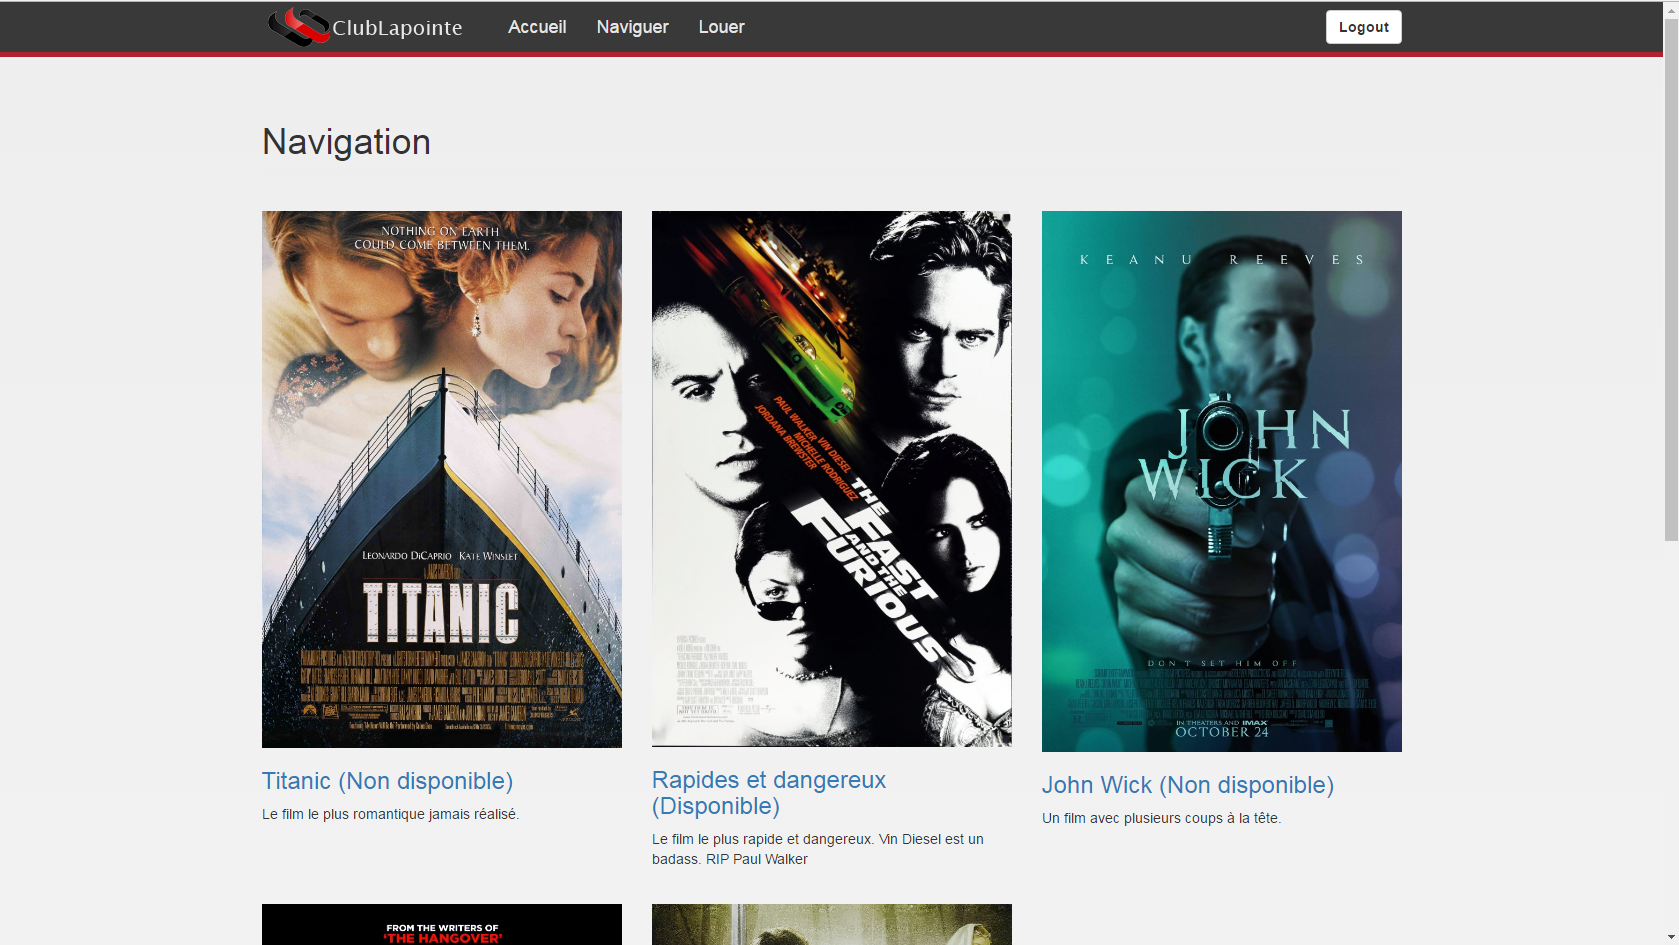 ClubLapointe
Accueil
Naviguer
Louer
Logout
Navigation
NOTHING ON EARTH
COULD COME BETWEEN THEM.
LEONARDO DICAPRIO KATE WINSLET
TITANIC
PAUL WALKER VIN DIESEL
MICHELLE RODRIGUEZ
JORDANA BREWSTER
THE
FAST
AND THE
FURIOUS
KEANU REEVES
JOHN
WICK
DON'T SET HIM OFF
IN THEATERS AND IMAX
OCTOBER 24
Titanic (Non disponible)
Le film le plus romantique jamais réalisé.
Rapides et dangereux
(Disponible)
Le film le plus rapide et dangereux. Vin Diesel est un
badass. RIP Paul Walker
John Wick (Non disponible)
Un film avec plusieurs coups à la tête.
FROM THE WRITERS OF
'THE HANGOVER'